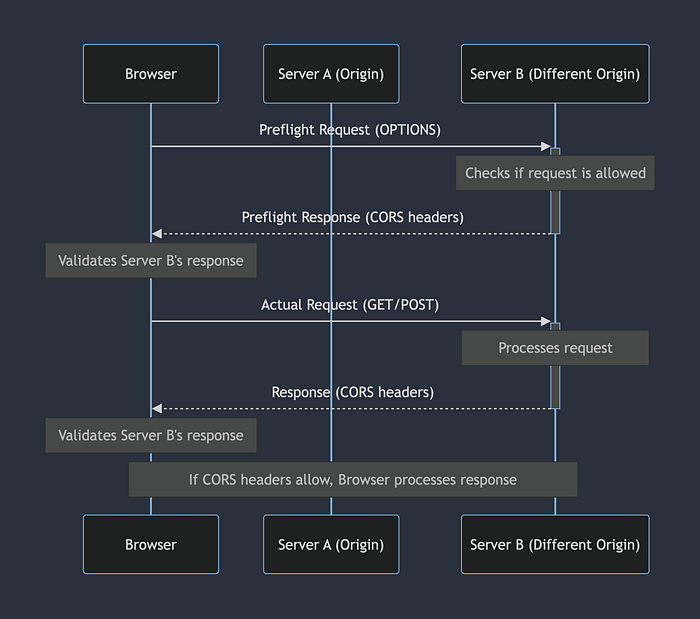 Browser
Server A (Origin)
Server B (Different Origin)
Preflight Request (OPTIONS)
Checks if request is allowed
Preflight Response (CORS headers)
Validates Server B's response
Actual Request (GET/POST)
Processes request
Response (CORS headers)
Validates Server B's response
If CORS headers allow, Browser processes response
Browser
Server A (Origin)
Server B (Different Origin)